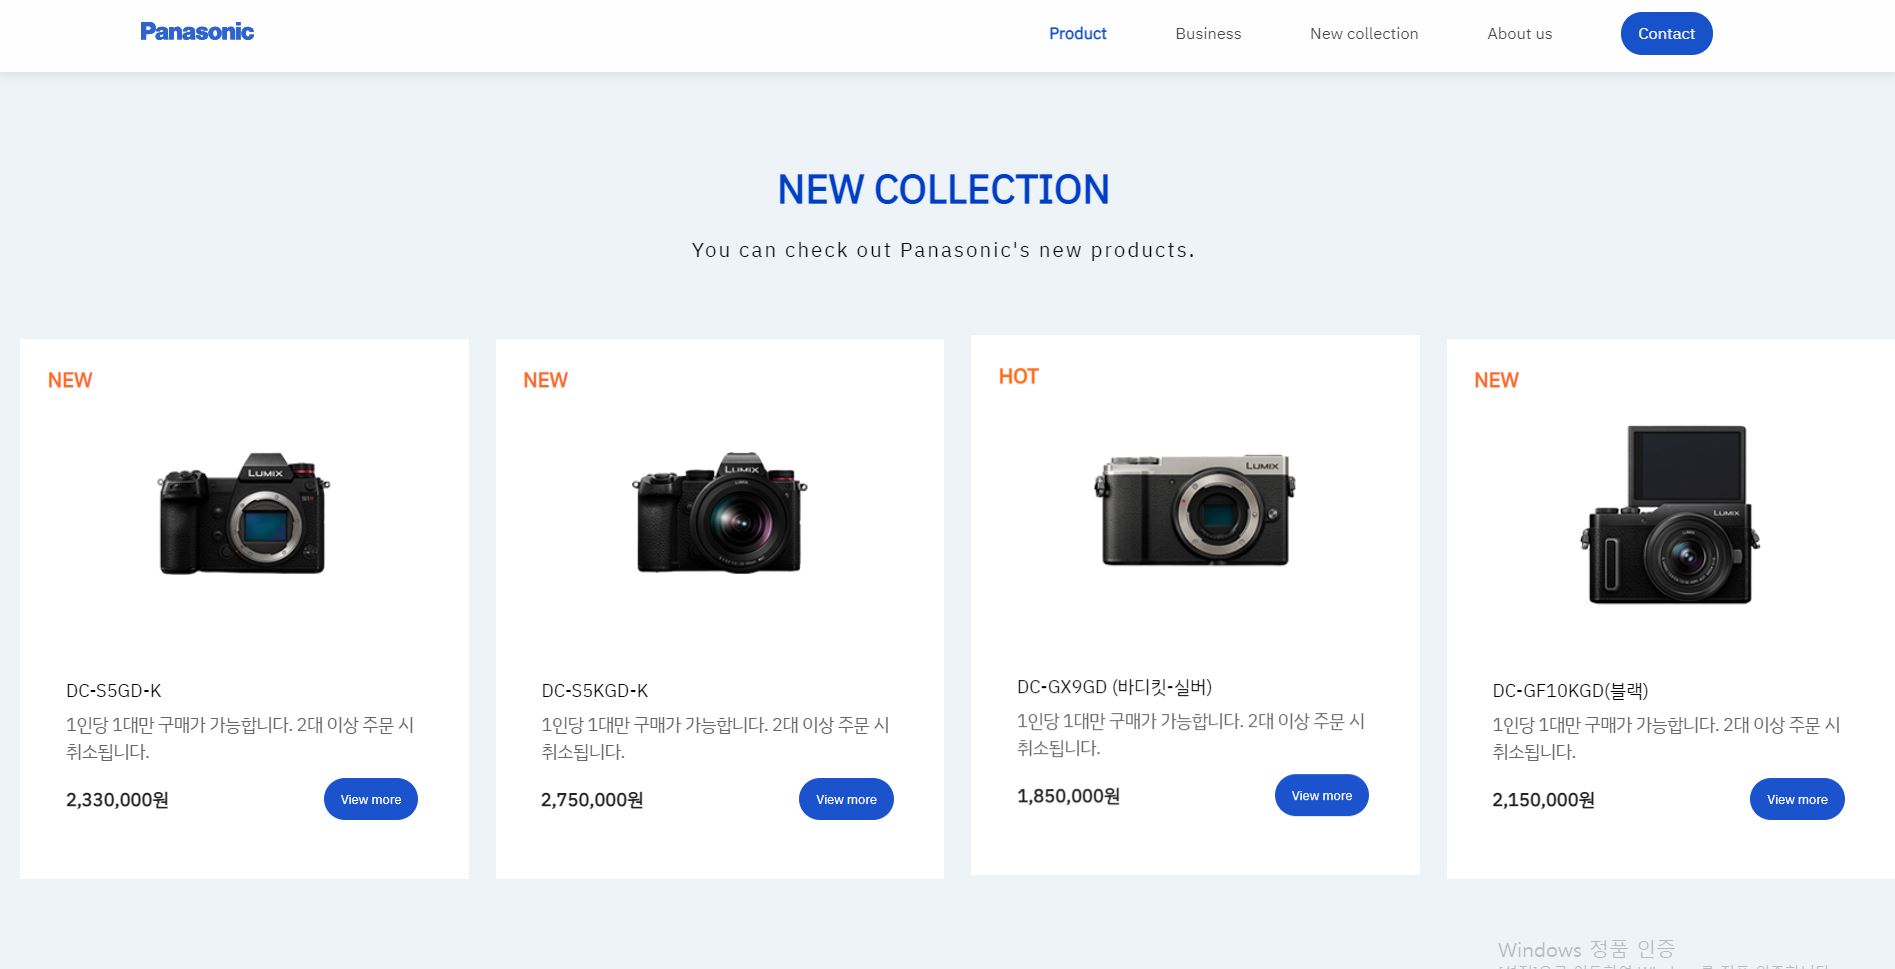 Panasonic
Product
Business
New collection
About us
Contact
NEW COLLECTION
You can check out Panasonic's new products.
NEW
LUMIX
DC-S5GD-K
1인당 1대만 구매가 가능합니다. 2대 이상 주문 시
취소됩니다.
2,330,000원
View more
NEW
LUMIX
DC-S5KGD-K
1인당 1대만 구매가 가능합니다. 2대 이상 주문 시
취소됩니다.
2,750,000원
View more
HOT
LUMIX
DC-GX9GD (바디킷-실버)
1인당 1대만 구매가 가능합니다. 2대 이상 주문 시
취소됩니다.
1,850,000원
View more
NEW
LUMIX
DC-GF10KGD(블랙)
1인당 1대만 구매가 가능합니다. 2대 이상 주문 시
취소됩니다.
2,150,000원
View more
Windows 정품 인증